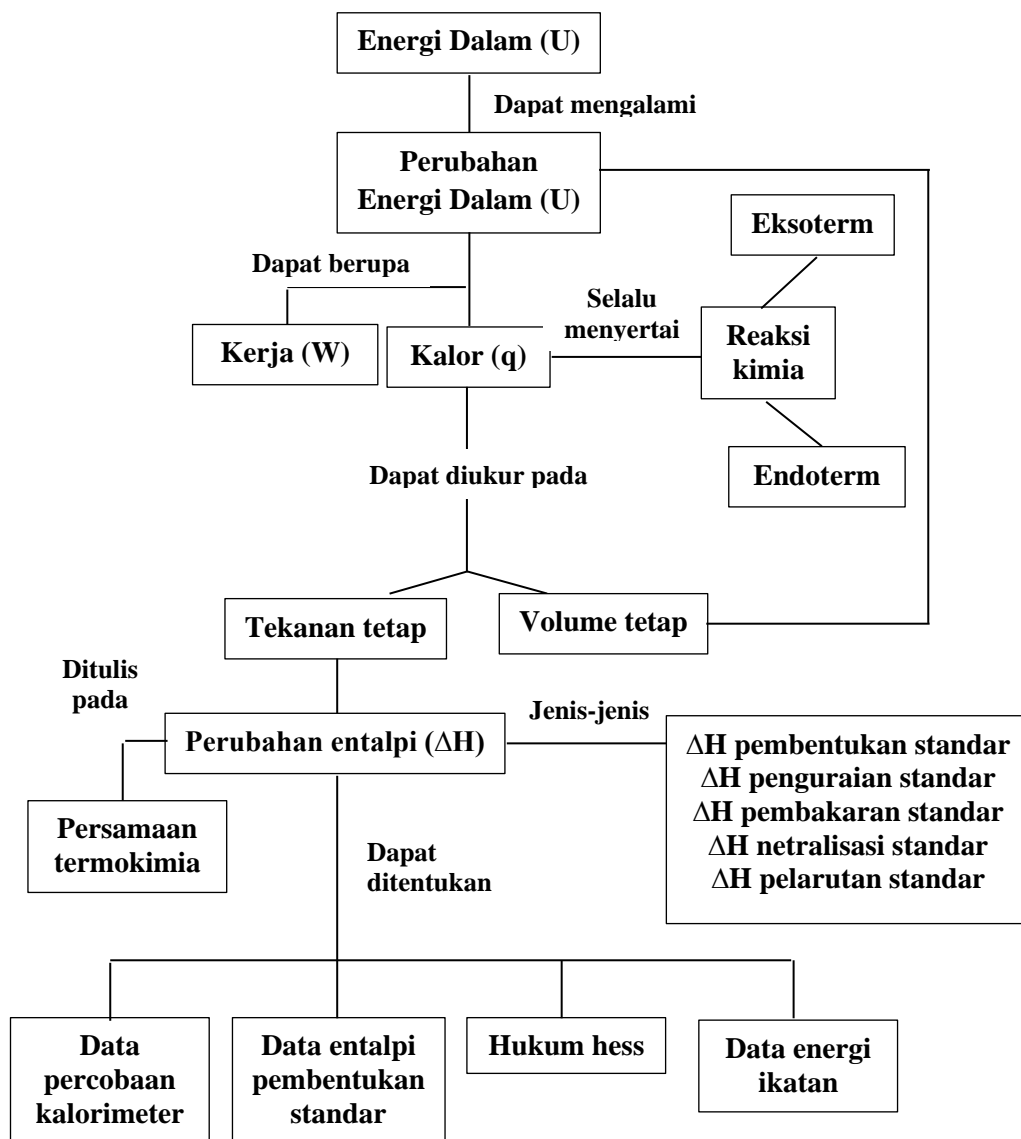 Energi Dalam (U)
Dapat mengalami
Perubahan
Energi Dalam (U)
Eksoterm
Dapat berupa
Selalu
menyertai
Kerja (W)
Kalor (q)
Reaksi
kimia
Dapat diukur pada
Endoterm
Tekanan tetap
Volume tetap
Ditulis
pada
Perubahan entalpi (∆H)
Jenis-jenis
∆H pembentukan standar
∆H penguraian standar
∆H pembakaran standar
∆H netralisasi standar
∆H pelarutan standar
Persamaan
termokimia
Dapat
ditentukan
Data
percobaan
kalorimeter
Data entalpi
pembentukan
standar
Hukum hess
Data energi
ikatan